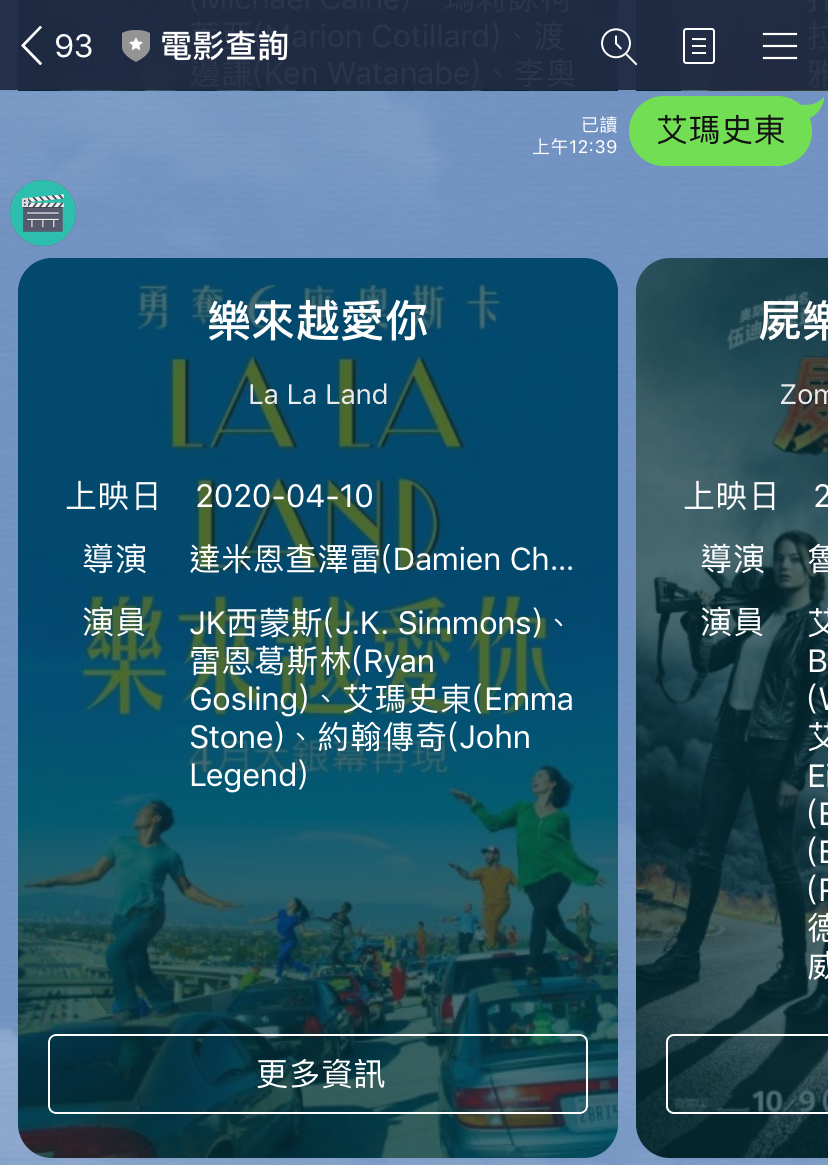 (Michael Caine)、瑪莉詠柯
蒂亞(Marion Cotillard)、渡
邊謙(Ken Watanabe)、李奧
93 電影查詢
已讀
上午12:39
艾瑪史東
勇奪6座奧斯卡
樂來越愛你
LA LA
La La Land
LAND
上映日 2020-04-10
導演 達米恩查澤雷(Damien Ch...
樂來越愛你
演員 JK西蒙斯(J.K. Simmons)、
雷恩葛斯林(Ryan
Gosling)、艾瑪史東(Emma
Stone)、約翰傳奇(John
Legend)
4月大銀幕再現
更多資訊
屍樂
Zom
上映日 2
導演 魯
演員 艾
B
(W
艾
(E
(E
(F
德
威
10